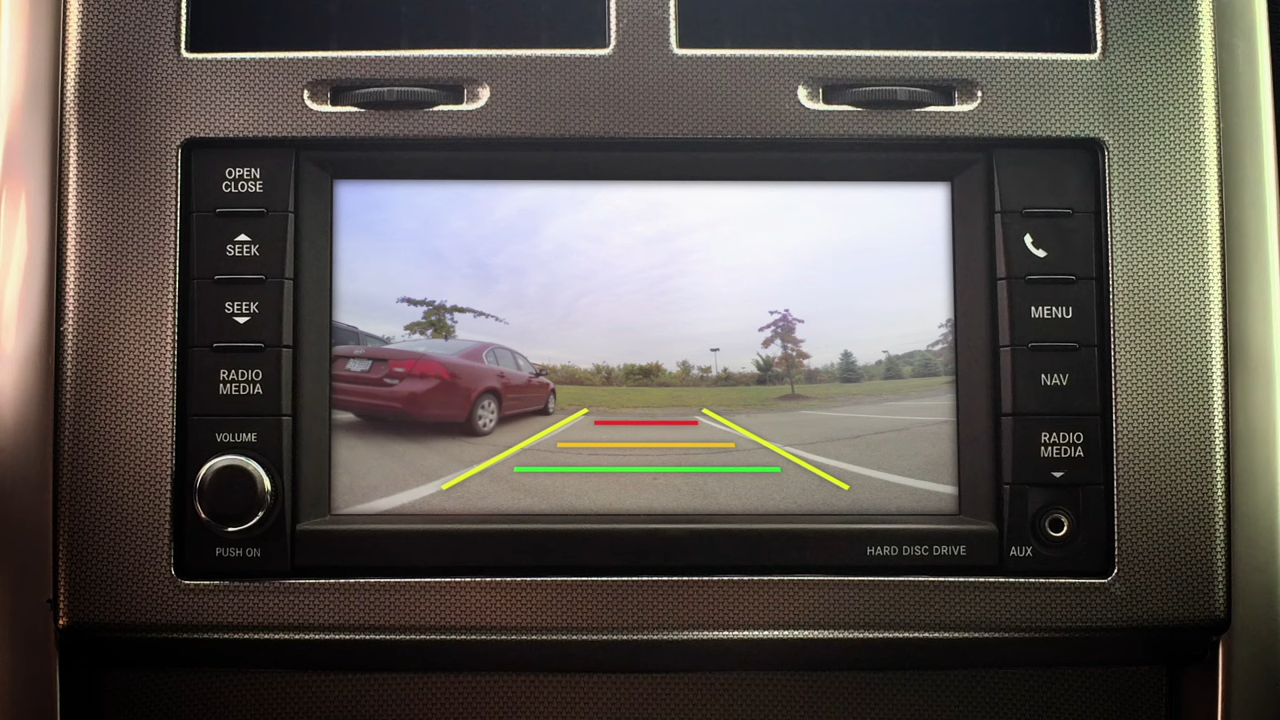 OPEN
CLOSE
SEEK
SEEK
RADIO
MEDIA
VOLUME
PUSH ON
MENU
NAV
RADIO
MEDIA
AUX
HARD DISC DRIVE